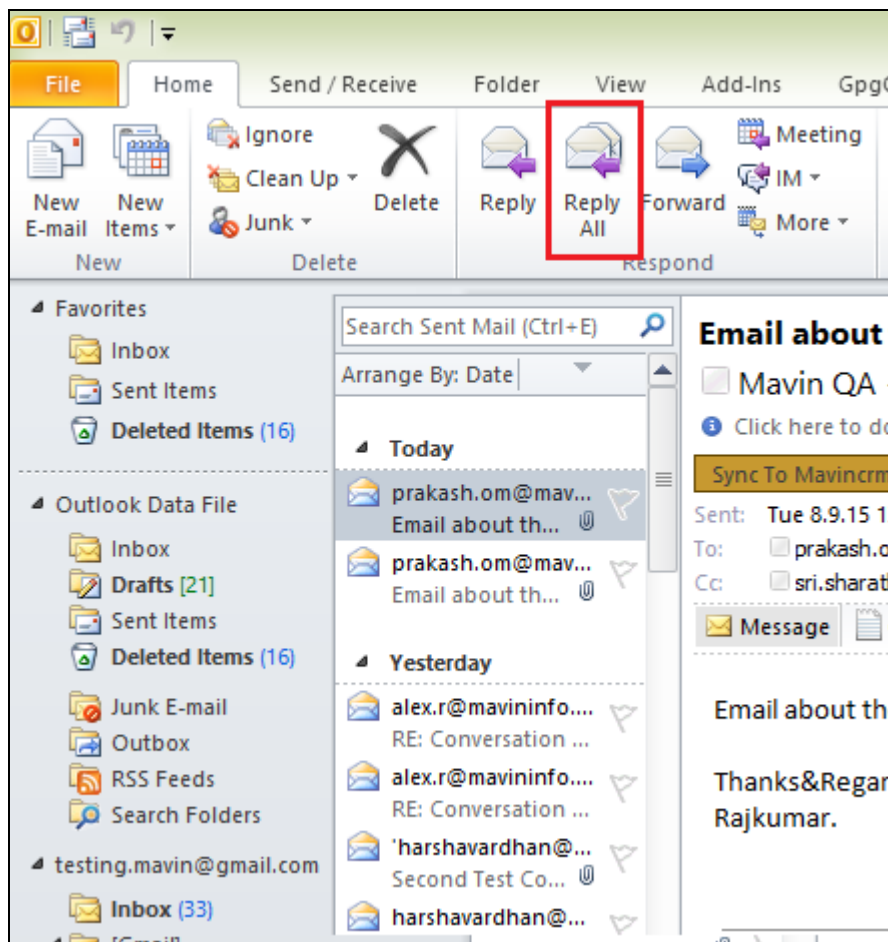 File Home Send / Receive Folder View Add-Ins
New E-mail
New Items
Ignore
Clean Up
Junk
Delete
Reply
Reply All
Forward
Meeting
IM
More
New Delete Respond
Favorites
Inbox
Sent Items
Deleted Items (16)
Outlook Data File
Inbox
Drafts [21]
Sent Items
Deleted Items (16)
Junk E-mail
Outbox
RSS Feeds
Search Folders
testing.mavin@gmail.com
Inbox (33)
[Gmail]
Search Sent Mail (Ctrl+E)
Arrange By: Date
Today
prakash.om@mav...
Email about th...
prakash.om@mav...
Email about th...
Yesterday
alex.r@mavininfo....
RE: Conversation ...
alex.r@mavininfo....
RE: Conversation ...
'harshavardhan@...
Second Test Co...
harshavardhan@...
Email about
Mavin QA
Click here to do
Sync To Mavincrm
Sent: Tue 8.9.15 1
To: prakash.o
Cc: sri.sharath
Message
Email about th
Thanks&Regar
Rajkumar.